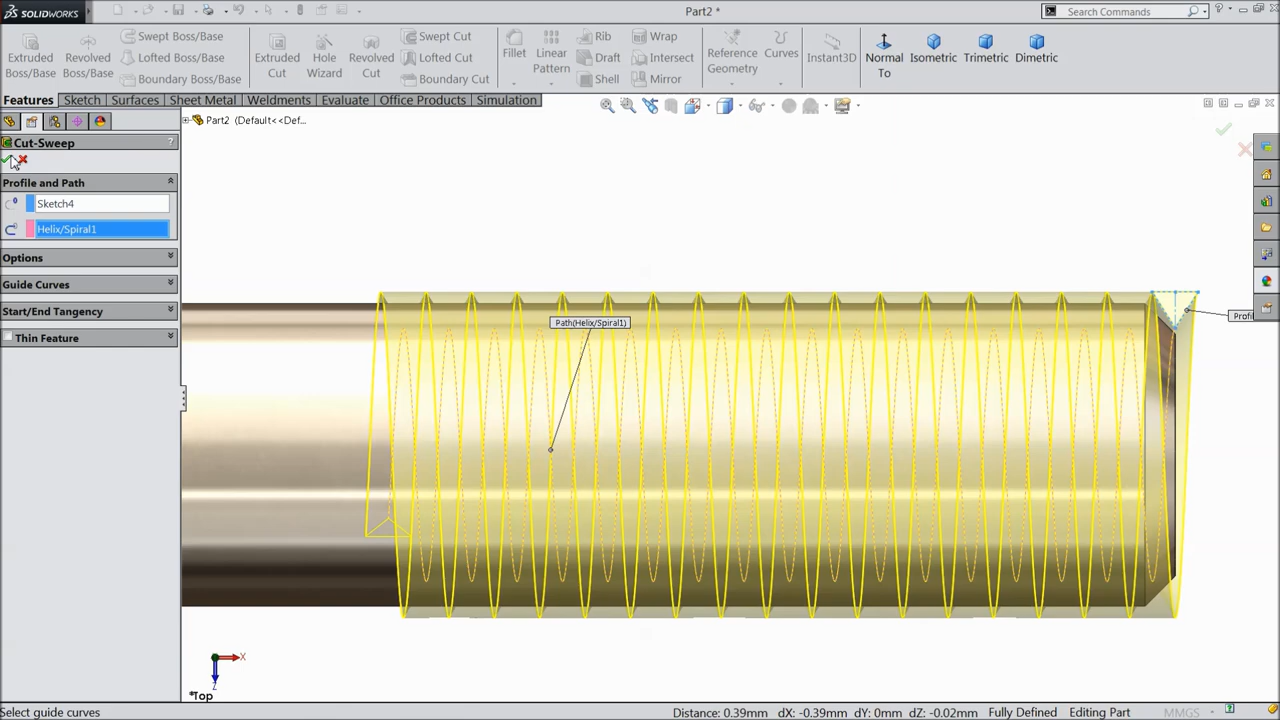 SOLIDWORKS
Part2 *
Search Commands
Extruded Boss/Base
Revolved Boss/Base
Swept Boss/Base
Lofted Boss/Base
Boundary Boss/Base
Extruded Cut
Hole Wizard
Revolved Cut
Swept Cut
Lofted Cut
Boundary Cut
Fillet
Linear Pattern
Rib
Draft
Shell
Wrap
Intersect
Mirror
Reference Geometry
Curves
Instant3D
Normal To
Isometric
Trimetric
Dimetric
Features
Sketch
Surfaces
Sheet Metal
Weldments
Evaluate
Office Products
Simulation
Part2 (Default<<Def...
Cut-Sweep
?
Profile and Path
Sketch4
Helix/Spiral1
Options
Guide Curves
Start/End Tangency
Thin Feature
Path(Helix/Spiral1)
Profi
X
Z
*Top
Select guide curves
Distance: 0.39mm
dX: -0.39mm
dY: 0mm
dZ: -0.02mm
Fully Defined
Editing Part
MMGS